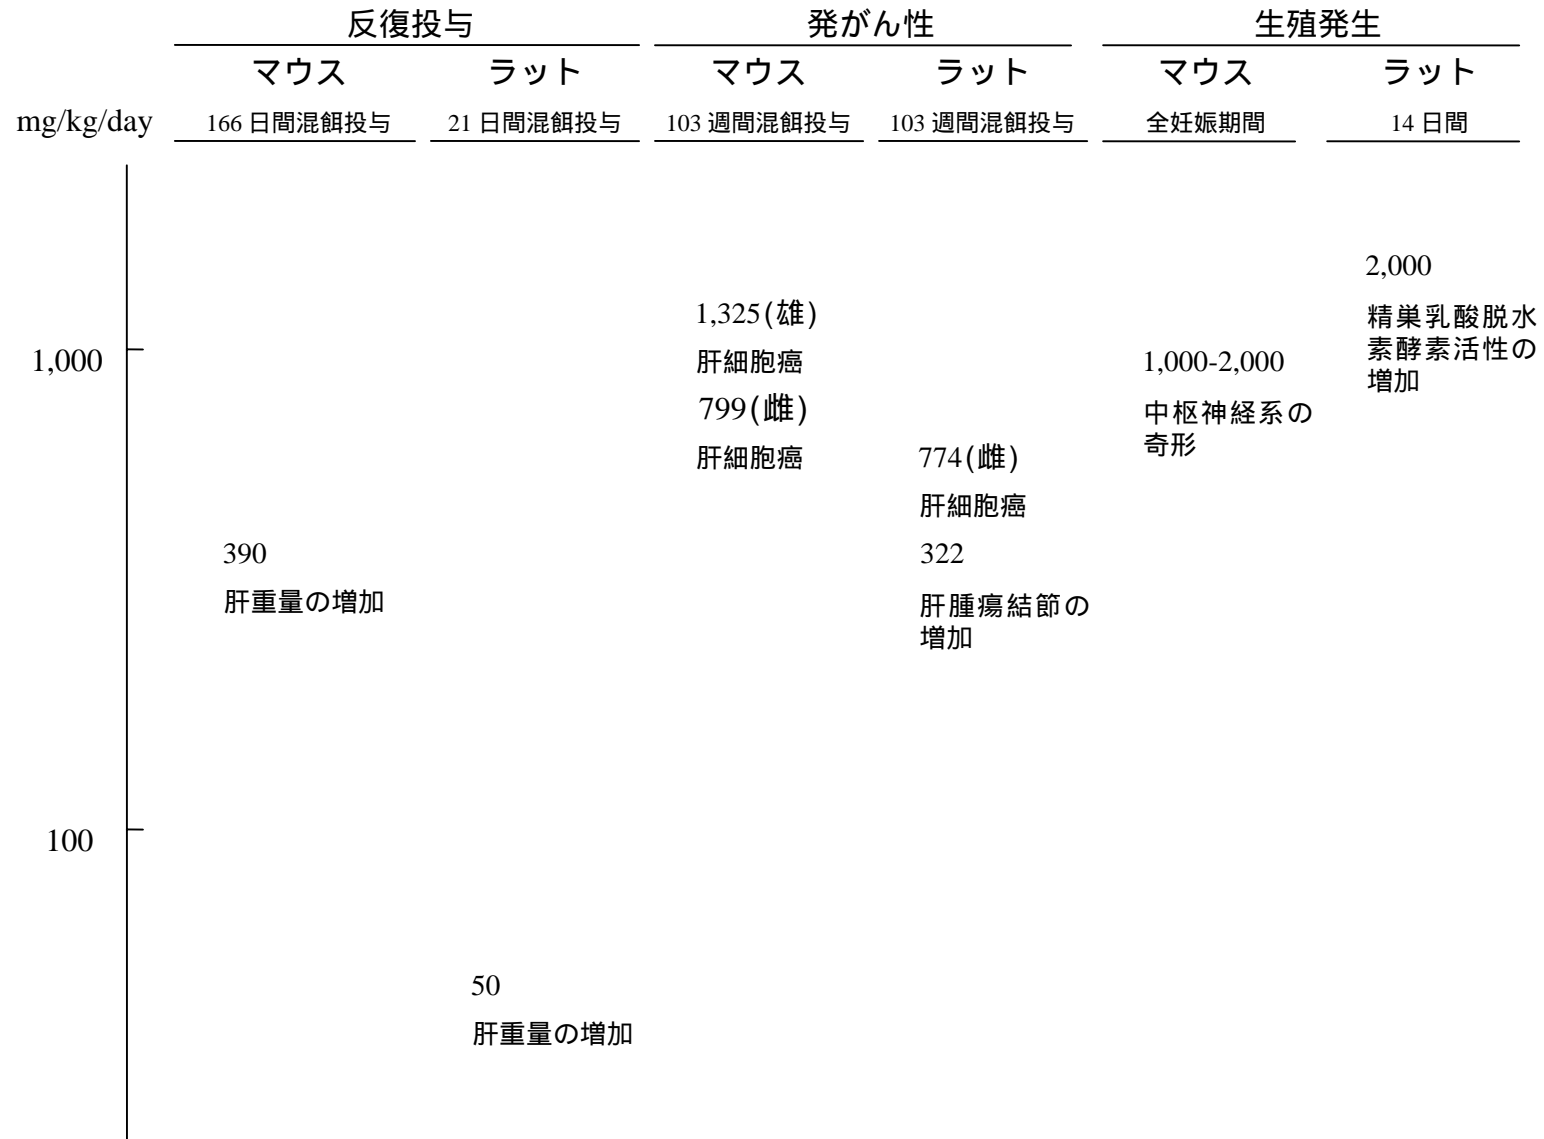 反復投与 発がん性 生殖発生
マウス ラット マウス ラット マウス ラット
mg/kg/day 166 日間混餌投与 21 日間混餌投与 103 週間混餌投与 103 週間混餌投与 全妊娠期間 14 日間
2,000
精巣乳酸脱水
素酵素活性の
増加
1,325(雄)
肝細胞癌
799(雌)
肝細胞癌
1,000
1,000-2,000
中枢神経系の
奇形
774(雌)
肝細胞癌
322
肝腫瘍結節の
増加
390
肝重量の増加
100
50
肝重量の増加